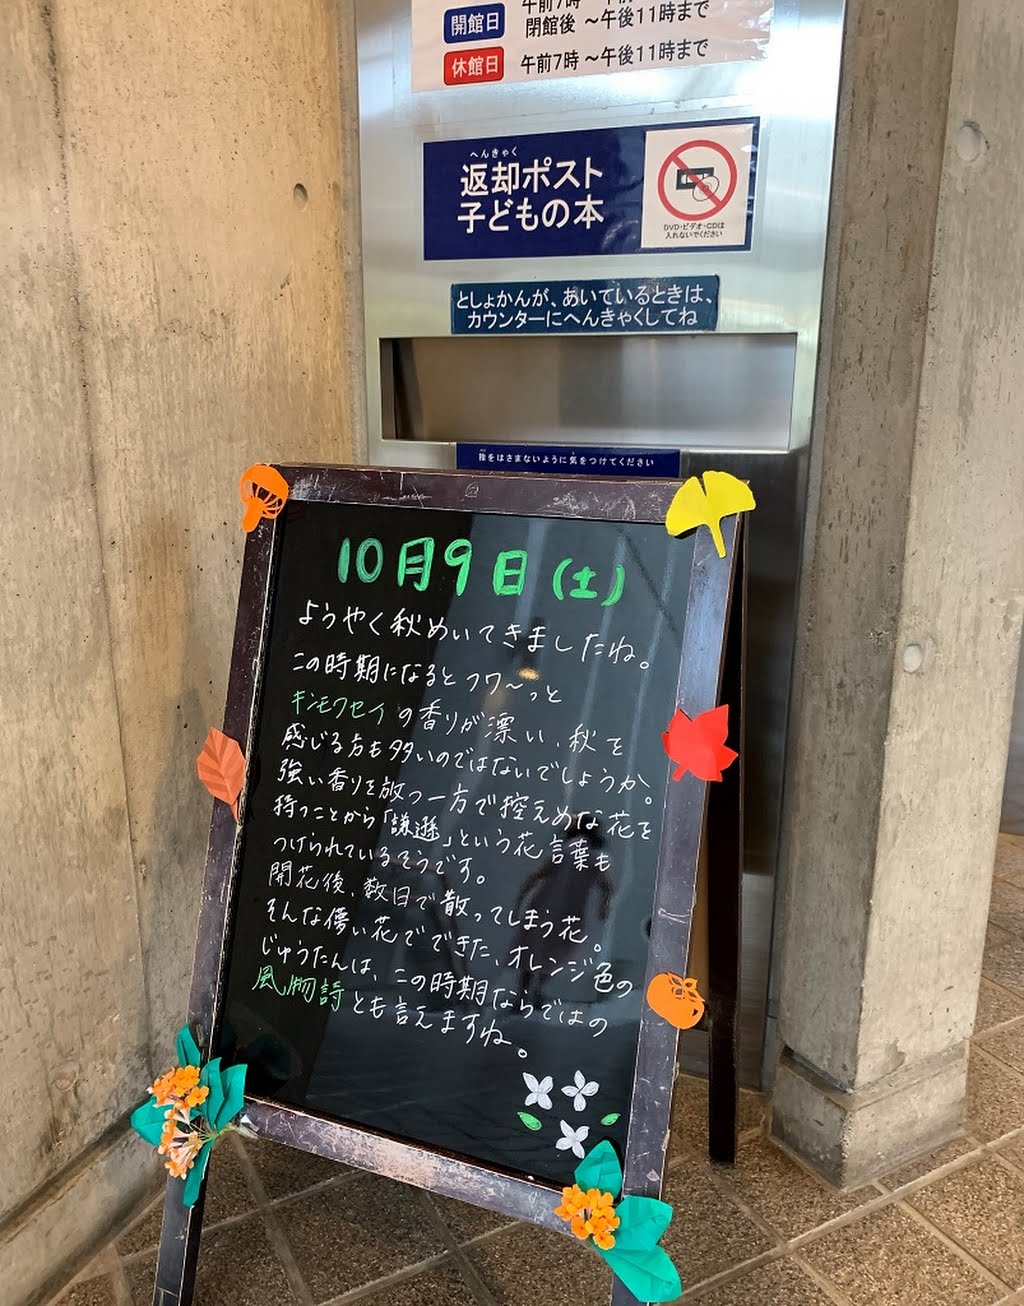 開館日
閉館後 ～午後11時まで
休館日
午前7時 ～午後11時まで
へんきゃく
返却ポスト
子どもの本
DVD・ビデオ・CDは
入れないでください
としょかんが、あいているときは、
カウンターにへんきゃくしてね
指をはさまないように気をつけてください
10月9日(土)
ようやく秋めいてきましたね。
この時期になるとフワ～っと
キンモクセイの香りが漂い、秋を
感じる方も多いのではないでしょうか。
強い香りを放つ一方で控えめな花を
持つことから「謙遜」という花言葉も
つけられているそうです。
開花後、数日で散ってしまう花。
そんな儚い花でできた、オレンジ色の
じゅうたんは、この時期ならではの
風物詩とも言えますね。